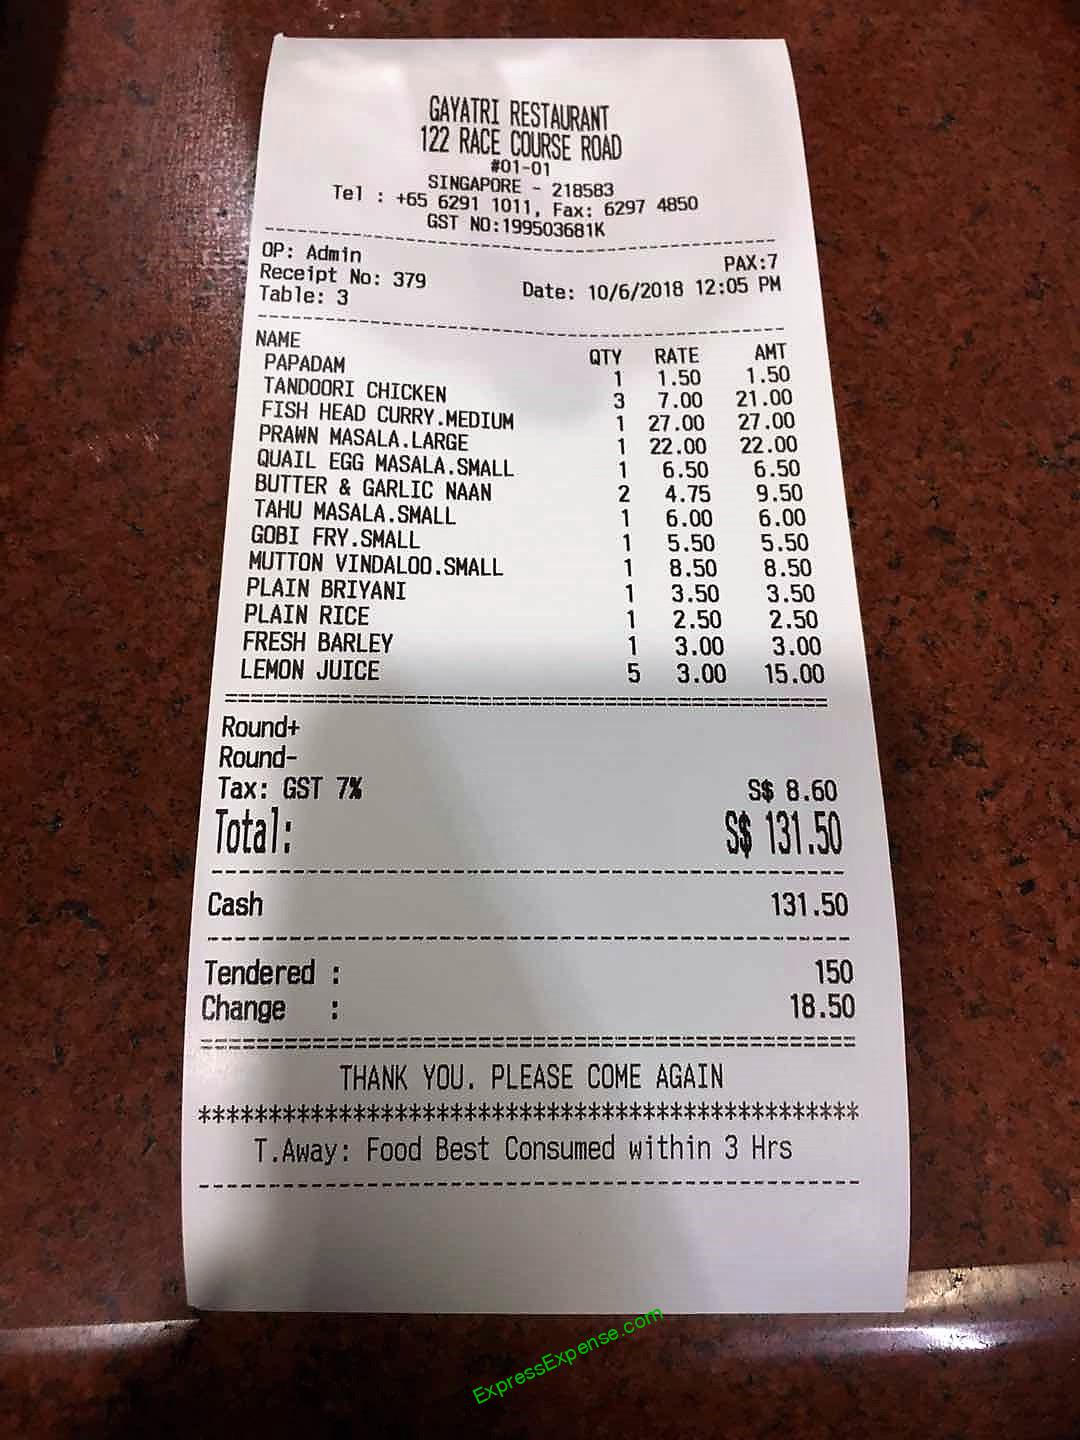 GAYATRI RESTAURANT
122 RACE COURSE ROAD
#01-01
SINGAPORE - 218583
Tel : +65 6291 1011, Fax: 6297 4850
GST NO:199503681K
OP: Admin PAX:7
Receipt No: 379 Date: 10/6/2018 12:05 PM
Table: 3
NAME QTY RATE AMT
PAPADAM 1 1.50 1.50
TANDOORI CHICKEN 3 7.00 21.00
FISH HEAD CURRY.MEDIUM 1 27.00 27.00
PRAWN MASALA.LARGE 1 22.00 22.00
QUAIL EGG MASALA.SMALL 1 6.50 6.50
BUTTER & GARLIC NAAN 2 4.75 9.50
TAHU MASALA.SMALL 1 6.00 6.00
GOBI FRY.SMALL 1 5.50 5.50
MUTTON VINDALOO.SMALL 1 8.50 8.50
PLAIN BRIYANI 1 3.50 3.50
PLAIN RICE 1 2.50 2.50
FRESH BARLEY 1 3.00 3.00
LEMON JUICE 5 3.00 15.00
Round+
Round-
Tax: GST 7% S$ 8.60
Total: S$ 131.50
Cash 131.50
Tendered : 150
Change : 18.50
THANK YOU. PLEASE COME AGAIN
***********************************************
T.Away: Food Best Consumed within 3 Hrs
ExpressExpense.com